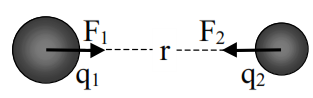 F₁ r F₂
q₁ q₂